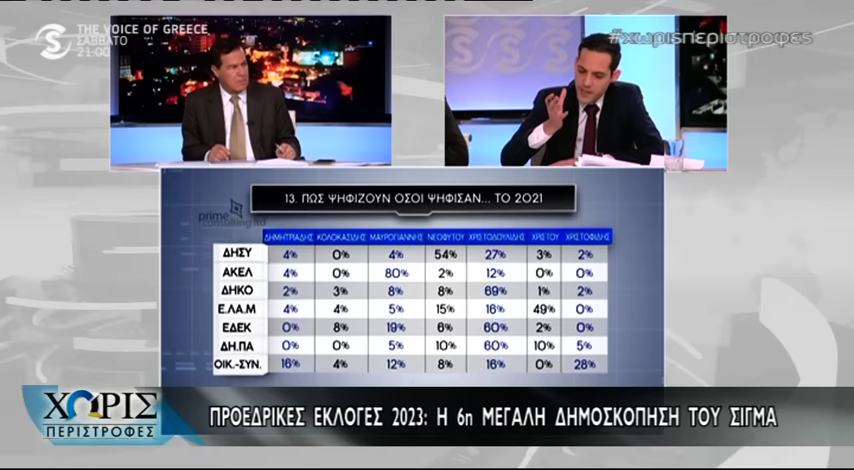 THE VOICE OF GREECE
ΣΑΒΒΑΤΟ
21:00
#χωρισπεριστροφες
13. ΠΩΣ ΨΗΦΙΖΟΥΝ ΟΣΟΙ ΨΗΦΙΣΑΝ... ΤΟ 2021
prime
consulting ltd
ΔΗΜΗΤΡΙΑΔΗΣ ΚΟΛΟΚΑΣΙΔΗΣ ΜΑΥΡΟΓΙΑΝΝΗΣ ΝΕΟΦΥΤΟΥ ΧΡΙΣΤΟΔΟΥΛΙΔΗΣ ΧΡΙΣΤΟΥ ΧΡΙΣΤΟΦΙΔΗΣ
ΔΗΣΥ 4% 0% 4% 54% 27% 3% 2%
ΑΚΕΛ 4% 0% 80% 2% 12% 0% 0%
ΔΗΚΟ 2% 3% 8% 8% 69% 1% 2%
Ε.ΛΑ.Μ 4% 4% 5% 15% 16% 49% 0%
ΕΔΕΚ 0% 8% 19% 6% 60% 2% 0%
ΔΗ.ΠΑ 0% 0% 5% 10% 60% 10% 5%
ΟΙΚ.-ΣΥΝ. 16% 4% 12% 8% 16% 0% 28%
ΧΩΡΙΣ
ΠΕΡΙΣΤΡΟΦΕΣ
ΠΡΟΕΔΡΙΚΕΣ ΕΚΛΟΓΕΣ 2023: Η 6η ΜΕΓΑΛΗ ΔΗΜΟΣΚΟΠΗΣΗ ΤΟΥ ΣΙΓΜΑ